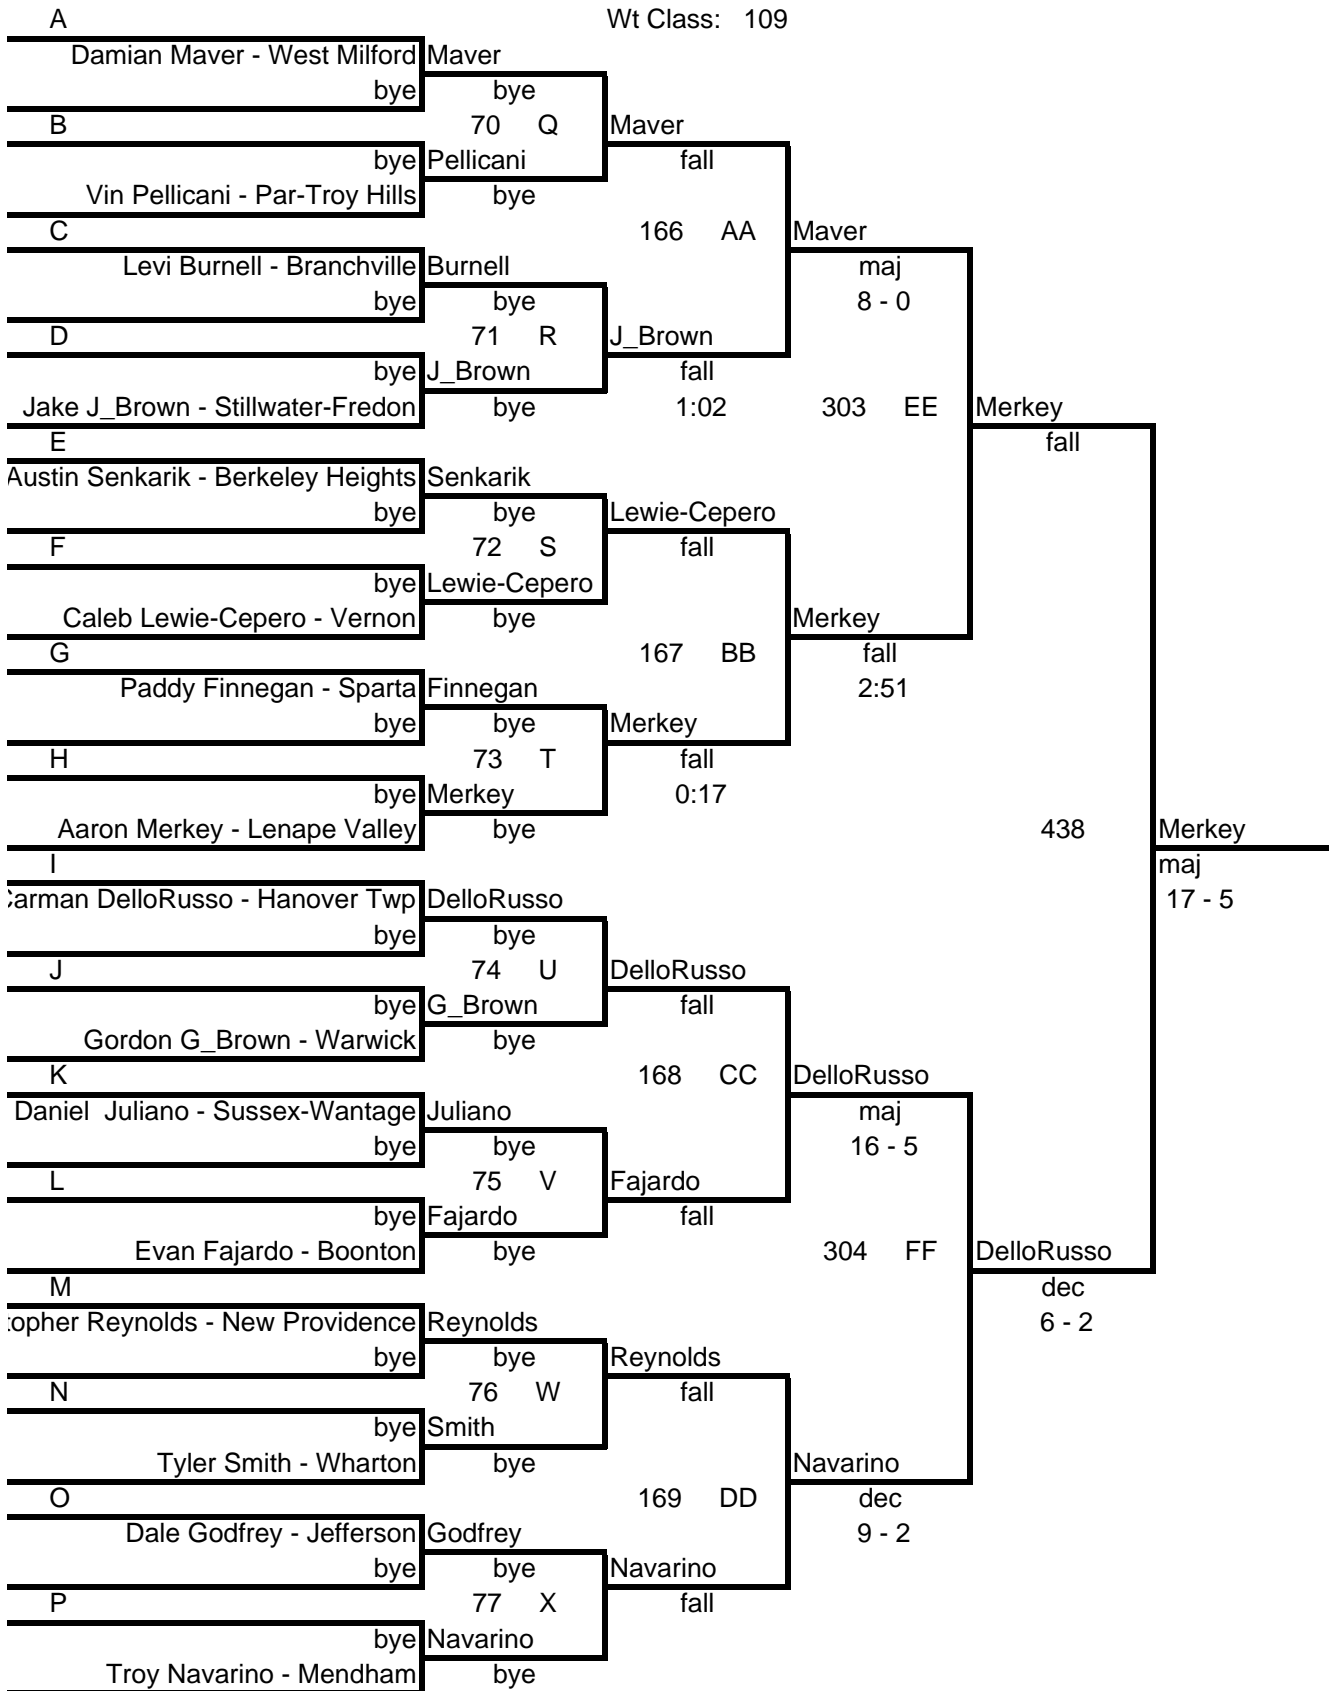 A Wt Class: 109
Damian Maver - West Milford Maver
bye bye
B 70 Q Maver
bye Pellicani fall
Vin Pellicani - Par-Troy Hills bye
C 166 AA Maver
Levi Burnell - Branchville Burnell maj
bye bye 8 - 0
D 71 R J_Brown
bye J_Brown fall
Jake J_Brown - Stillwater-Fredon bye 1:02 303 EE Merkey
E fall
Austin Senkarik - Berkeley Heights Senkarik
bye bye Lewie-Cepero
F 72 S fall
bye Lewie-Cepero
Caleb Lewie-Cepero - Vernon bye Merkey
G 167 BB fall
Paddy Finnegan - Sparta Finnegan 2:51
bye bye Merkey
H 73 T fall
bye Merkey 0:17
Aaron Merkey - Lenape Valley bye 438 Merkey
I maj
Carman DelloRusso - Hanover Twp DelloRusso 17 - 5
bye bye
J 74 U DelloRusso
bye G_Brown fall
Gordon G_Brown - Warwick bye
K 168 CC DelloRusso
Daniel Juliano - Sussex-Wantage Juliano maj
bye bye 16 - 5
L 75 V Fajardo
bye Fajardo fall
Evan Fajardo - Boonton bye 304 FF DelloRusso
M dec
topher Reynolds - New Providence Reynolds 6 - 2
bye bye Reynolds
N 76 W fall
bye Smith
Tyler Smith - Wharton bye Navarino
O 169 DD dec
Dale Godfrey - Jefferson Godfrey 9 - 2
bye bye Navarino
P 77 X fall
bye Navarino
Troy Navarino - Mendham bye